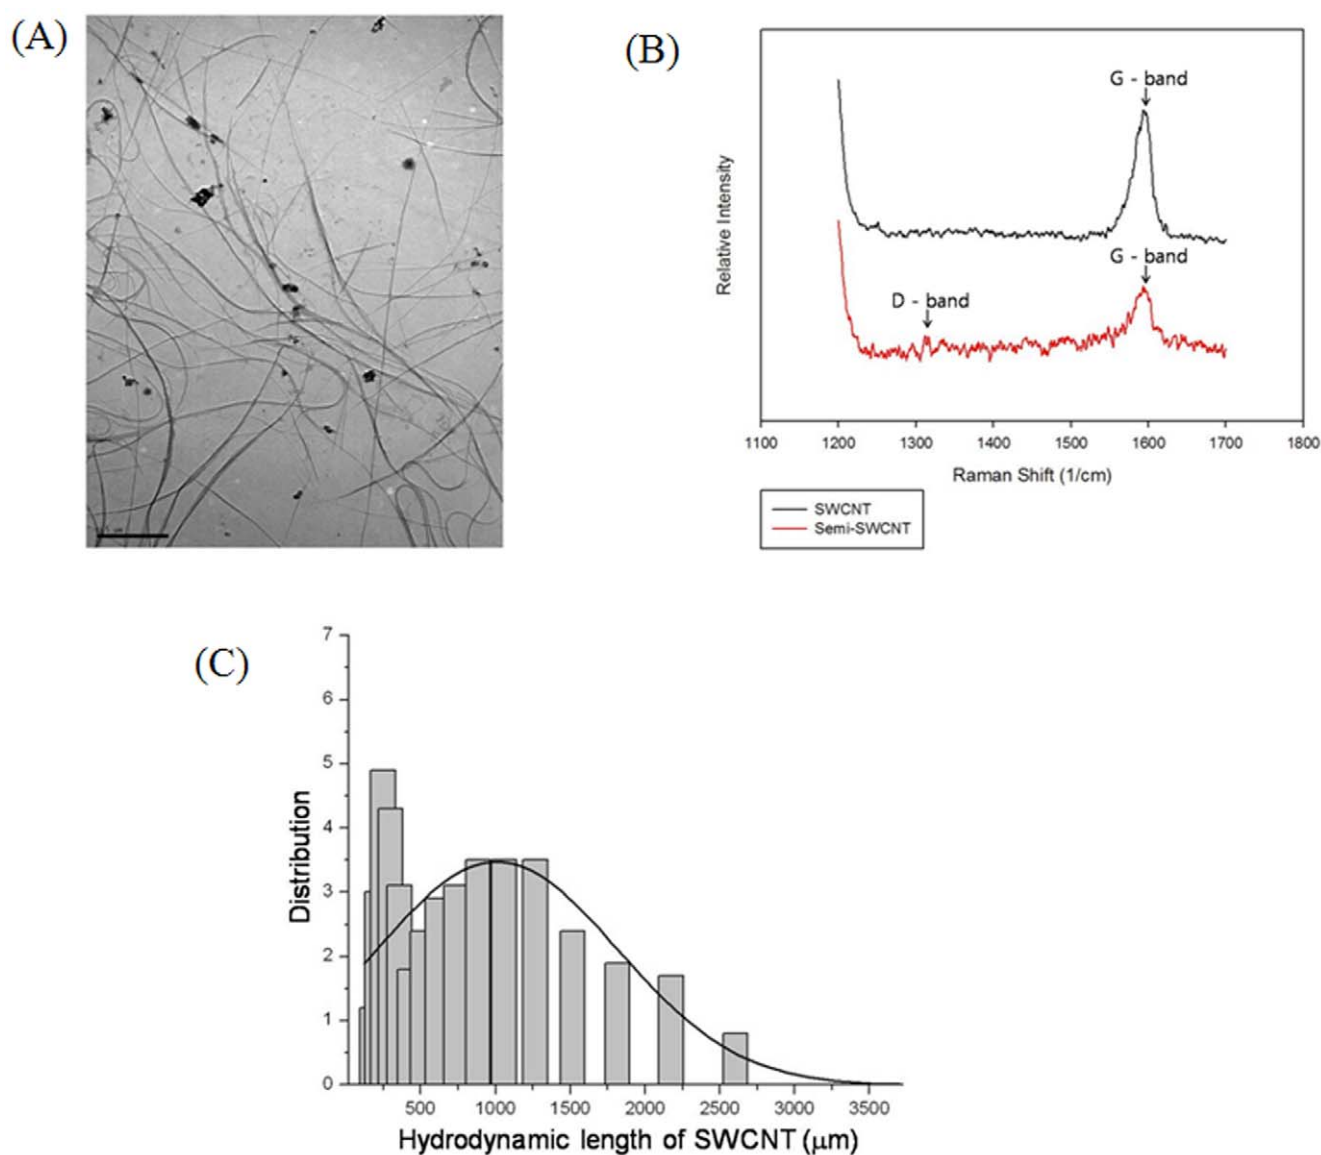 (A)
(B)
G - band
G - band
D - band
Relative Intensity
1100 1200 1300 1400 1500 1600 1700 1800
Raman Shift (1/cm)
SWCNT
Semi-SWCNT
(C)
7
6
5
4
3
2
1
0
Distribution
500 1000 1500 2000 2500 3000 3500
Hydrodynamic length of SWCNT (μm)